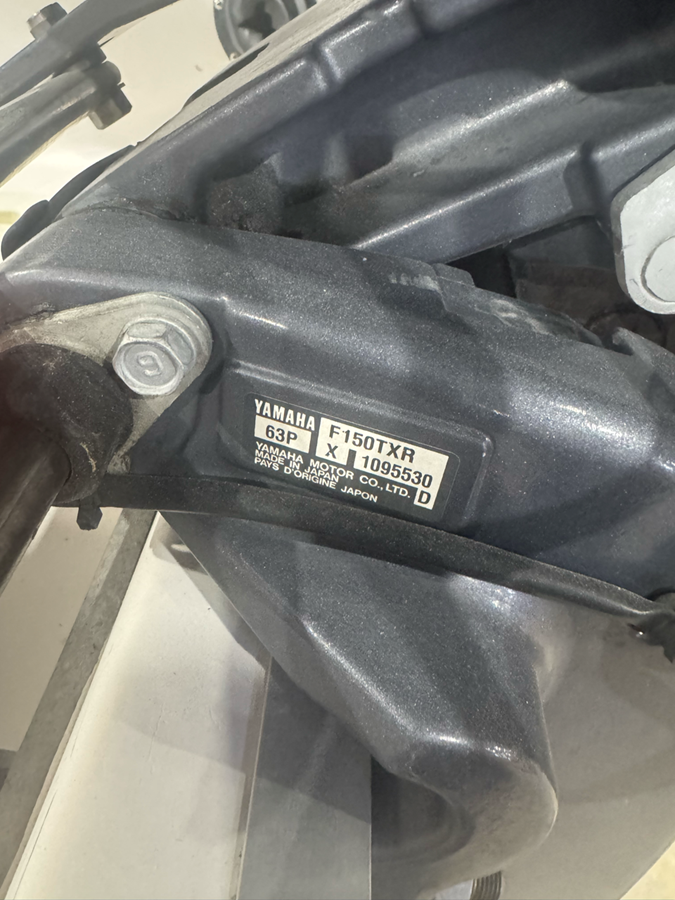 YAMAHA F150TXR
63P X I 1095530
YAMAHA MOTOR CO., LTD.
MADE IN JAPAN
PAYS D'ORIGINE JAPON D